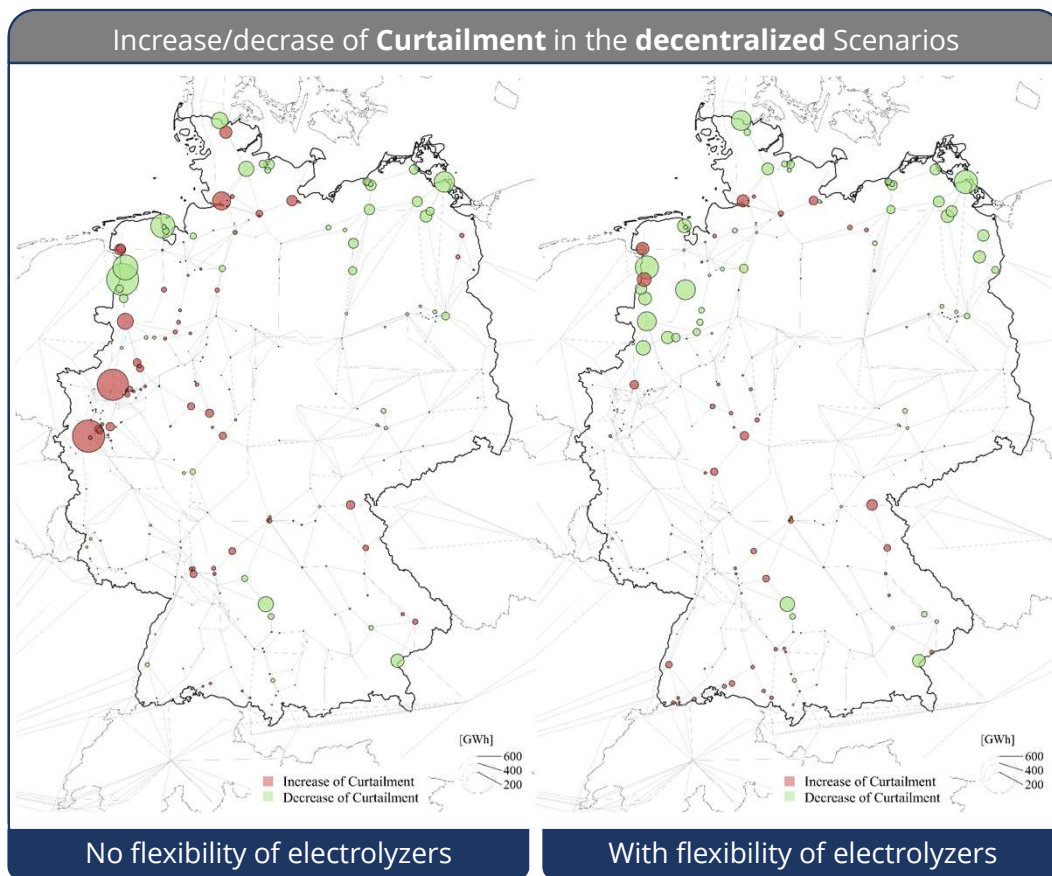 Increase/decrase of Curtailment in the decentralized Scenarios
[GWh]
600
400
200
Increase of Curtailment
Decrease of Curtailment
[GWh]
600
400
200
Increase of Curtailment
Decrease of Curtailment
No flexibility of electrolyzers
With flexibility of electrolyzers